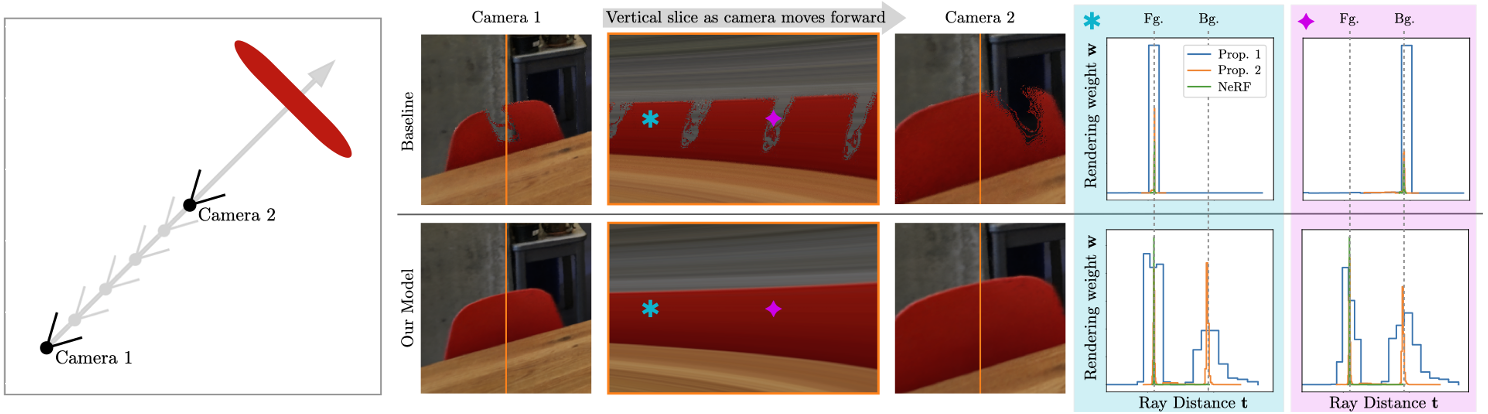 Camera 1
Vertical slice as camera moves forward
Camera 2
Fg.
Bg.
Fg.
Bg.
Baseline
Rendering weight w
Prop. 1
Prop. 2
NeRF
Camera 2
Camera 1
Our Model
Rendering weight w
Ray Distance t
Ray Distance t